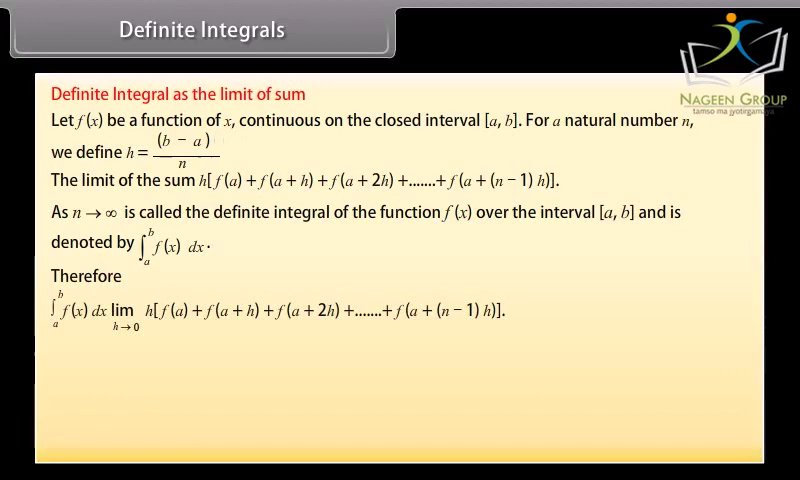 Definite Integrals
NAGEEN GROUP
tamso ma jyotirgamaya
Definite Integral as the limit of sum
Let f (x) be a function of x, continuous on the closed interval [a, b]. For a natural number n,
we define h = (b − a) / n
The limit of the sum h[ f (a) + f (a + h) + f (a + 2h) +.......+ f (a + (n − 1) h)].
As n → ∞ is called the definite integral of the function f (x) over the interval [a, b] and is
denoted by ∫_a^b f (x) dx.
Therefore
∫_a^b f (x) dx lim_{h → 0} h[ f (a) + f (a + h) + f (a + 2h) +.......+ f (a + (n − 1) h)].